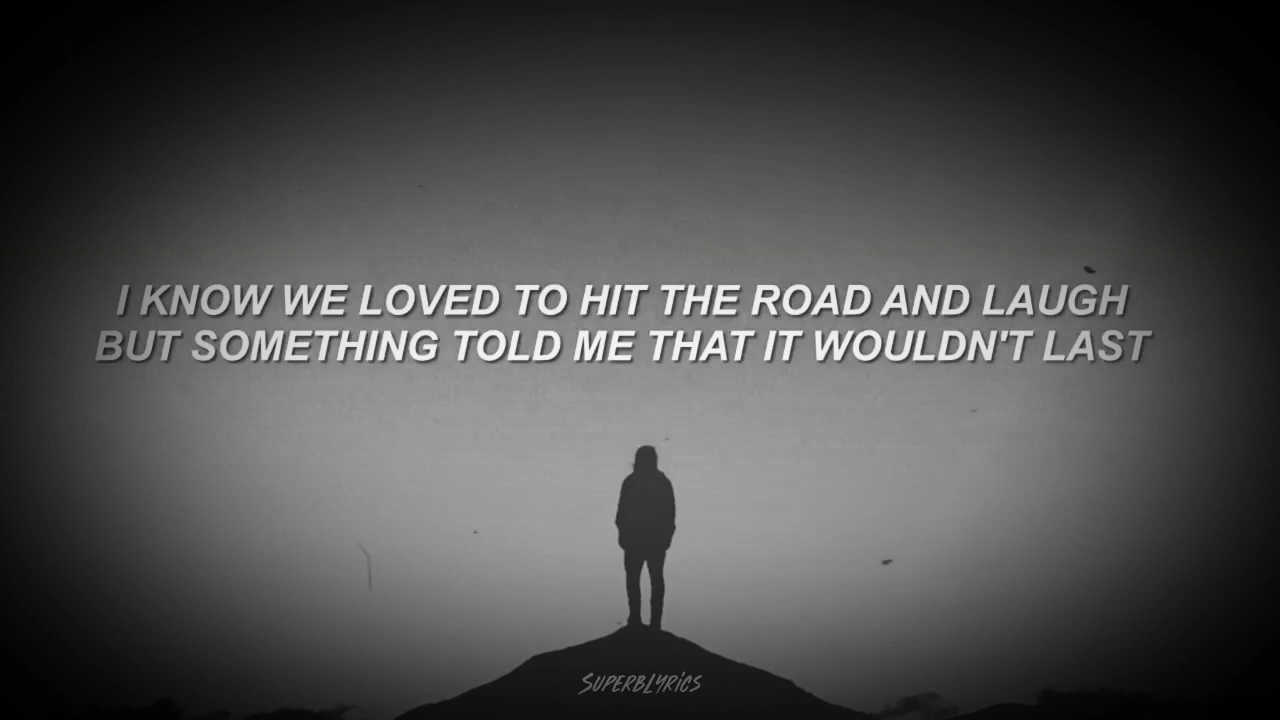 I KNOW WE LOVED TO HIT THE ROAD AND LAUGH
BUT SOMETHING TOLD ME THAT IT WOULDN'T LAST
SUPERBLYRICS